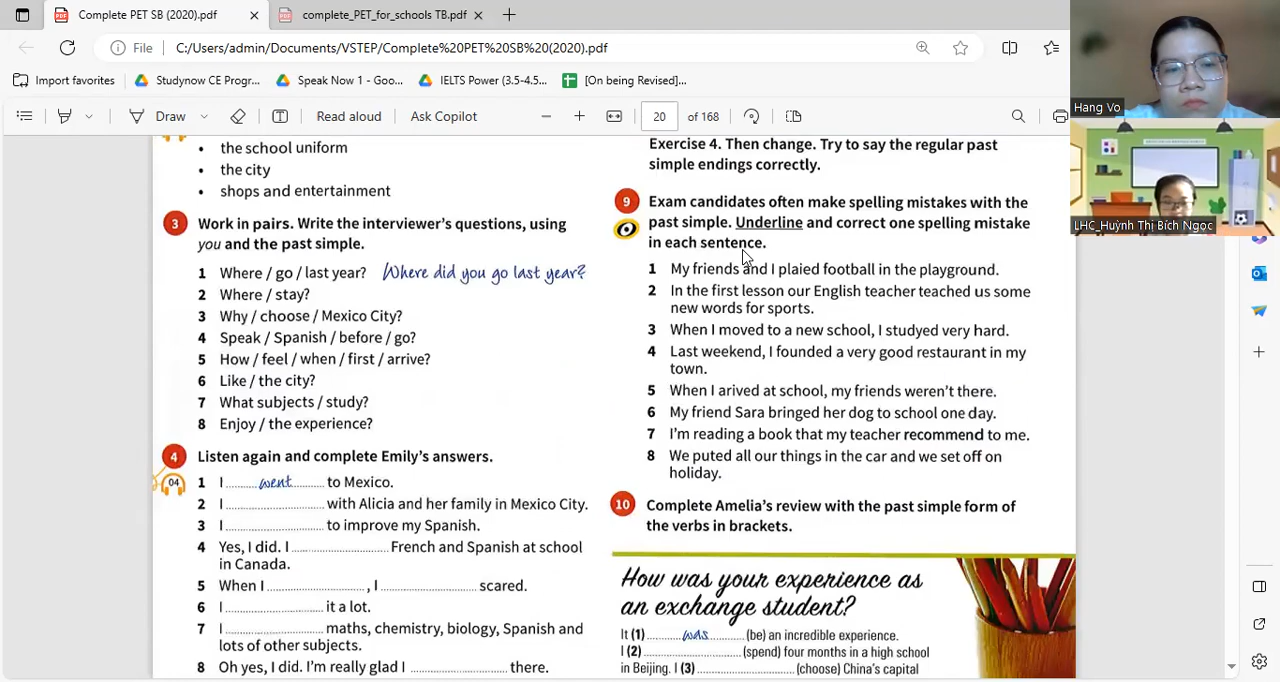 Complete PET SB (2020).pdf
complete_PET_for_schools TB.pdf
File
C:/Users/admin/Documents/VSTEP/Complete%20PET%20SB%20(2020).pdf
Import favorites
Studynow CE Progr...
Speak Now 1 - Goo...
IELTS Power (3.5-4.5...
[On being Revised]...
Draw
Read aloud
Ask Copilot
20
of 168
Hang Vo
LHC_Huỳnh Thị Bích Ngọc
• the school uniform
• the city
• shops and entertainment
3 Work in pairs. Write the interviewer's questions, using
you and the past simple.
1 Where / go / last year? Where did you go last year?
2 Where / stay?
3 Why / choose / Mexico City?
4 Speak / Spanish / before / go?
5 How / feel / when / first / arrive?
6 Like / the city?
7 What subjects / study?
8 Enjoy / the experience?
4 Listen again and complete Emily's answers.
04
1 I ........went........ to Mexico.
2 I ........................ with Alicia and her family in Mexico City.
3 I ........................ to improve my Spanish.
4 Yes, I did. I ........................ French and Spanish at school
in Canada.
5 When I ........................, I ........................ scared.
6 I ........................ it a lot.
7 I ........................ maths, chemistry, biology, Spanish and
lots of other subjects.
8 Oh yes, I did. I'm really glad I ........................ there.
Exercise 4. Then change. Try to say the regular past
simple endings correctly.
9 Exam candidates often make spelling mistakes with the
past simple. Underline and correct one spelling mistake
in each sentence.
1 My friends and I plaied football in the playground.
2 In the first lesson our English teacher teached us some
new words for sports.
3 When I moved to a new school, I studyed very hard.
4 Last weekend, I founded a very good restaurant in my
town.
5 When I arived at school, my friends weren't there.
6 My friend Sara bringed her dog to school one day.
7 I'm reading a book that my teacher recommend to me.
8 We puted all our things in the car and we set off on
holiday.
10 Complete Amelia's review with the past simple form of
the verbs in brackets.
How was your experience as
an exchange student?
It (1) ........was........ (be) an incredible experience.
I (2) ........................ (spend) four months in a high school
in Beijing. I (3) ........................ (choose) China's capital